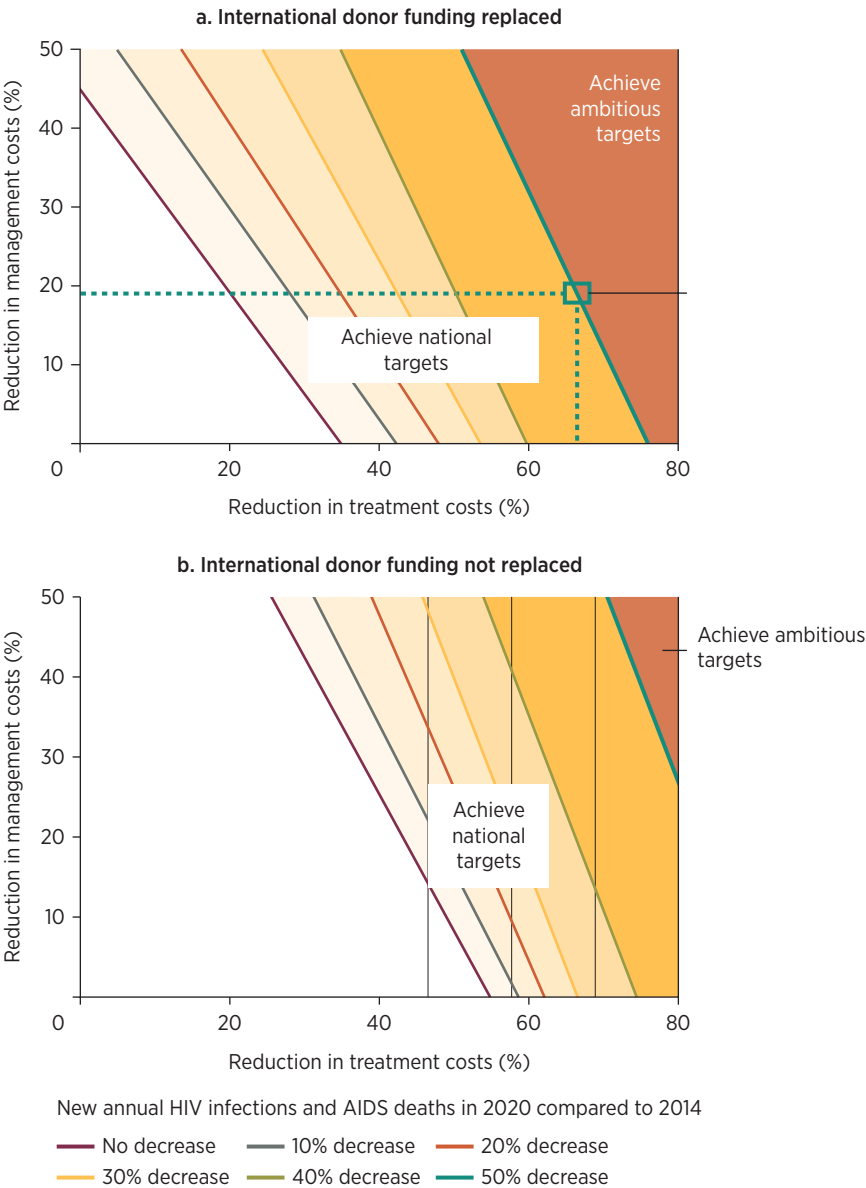 a. International donor funding replaced
50
40
30
20
10
0
20
40
60
80
Reduction in management costs (%)
Achieve
ambitious
targets
Achieve national
targets
Reduction in treatment costs (%)
b. International donor funding not replaced
50
40
30
20
10
0
20
40
60
80
Reduction in management costs (%)
Achieve ambitious
targets
Achieve
national
targets
Reduction in treatment costs (%)
New annual HIV infections and AIDS deaths in 2020 compared to 2014
No decrease 10% decrease 20% decrease
30% decrease 40% decrease 50% decrease